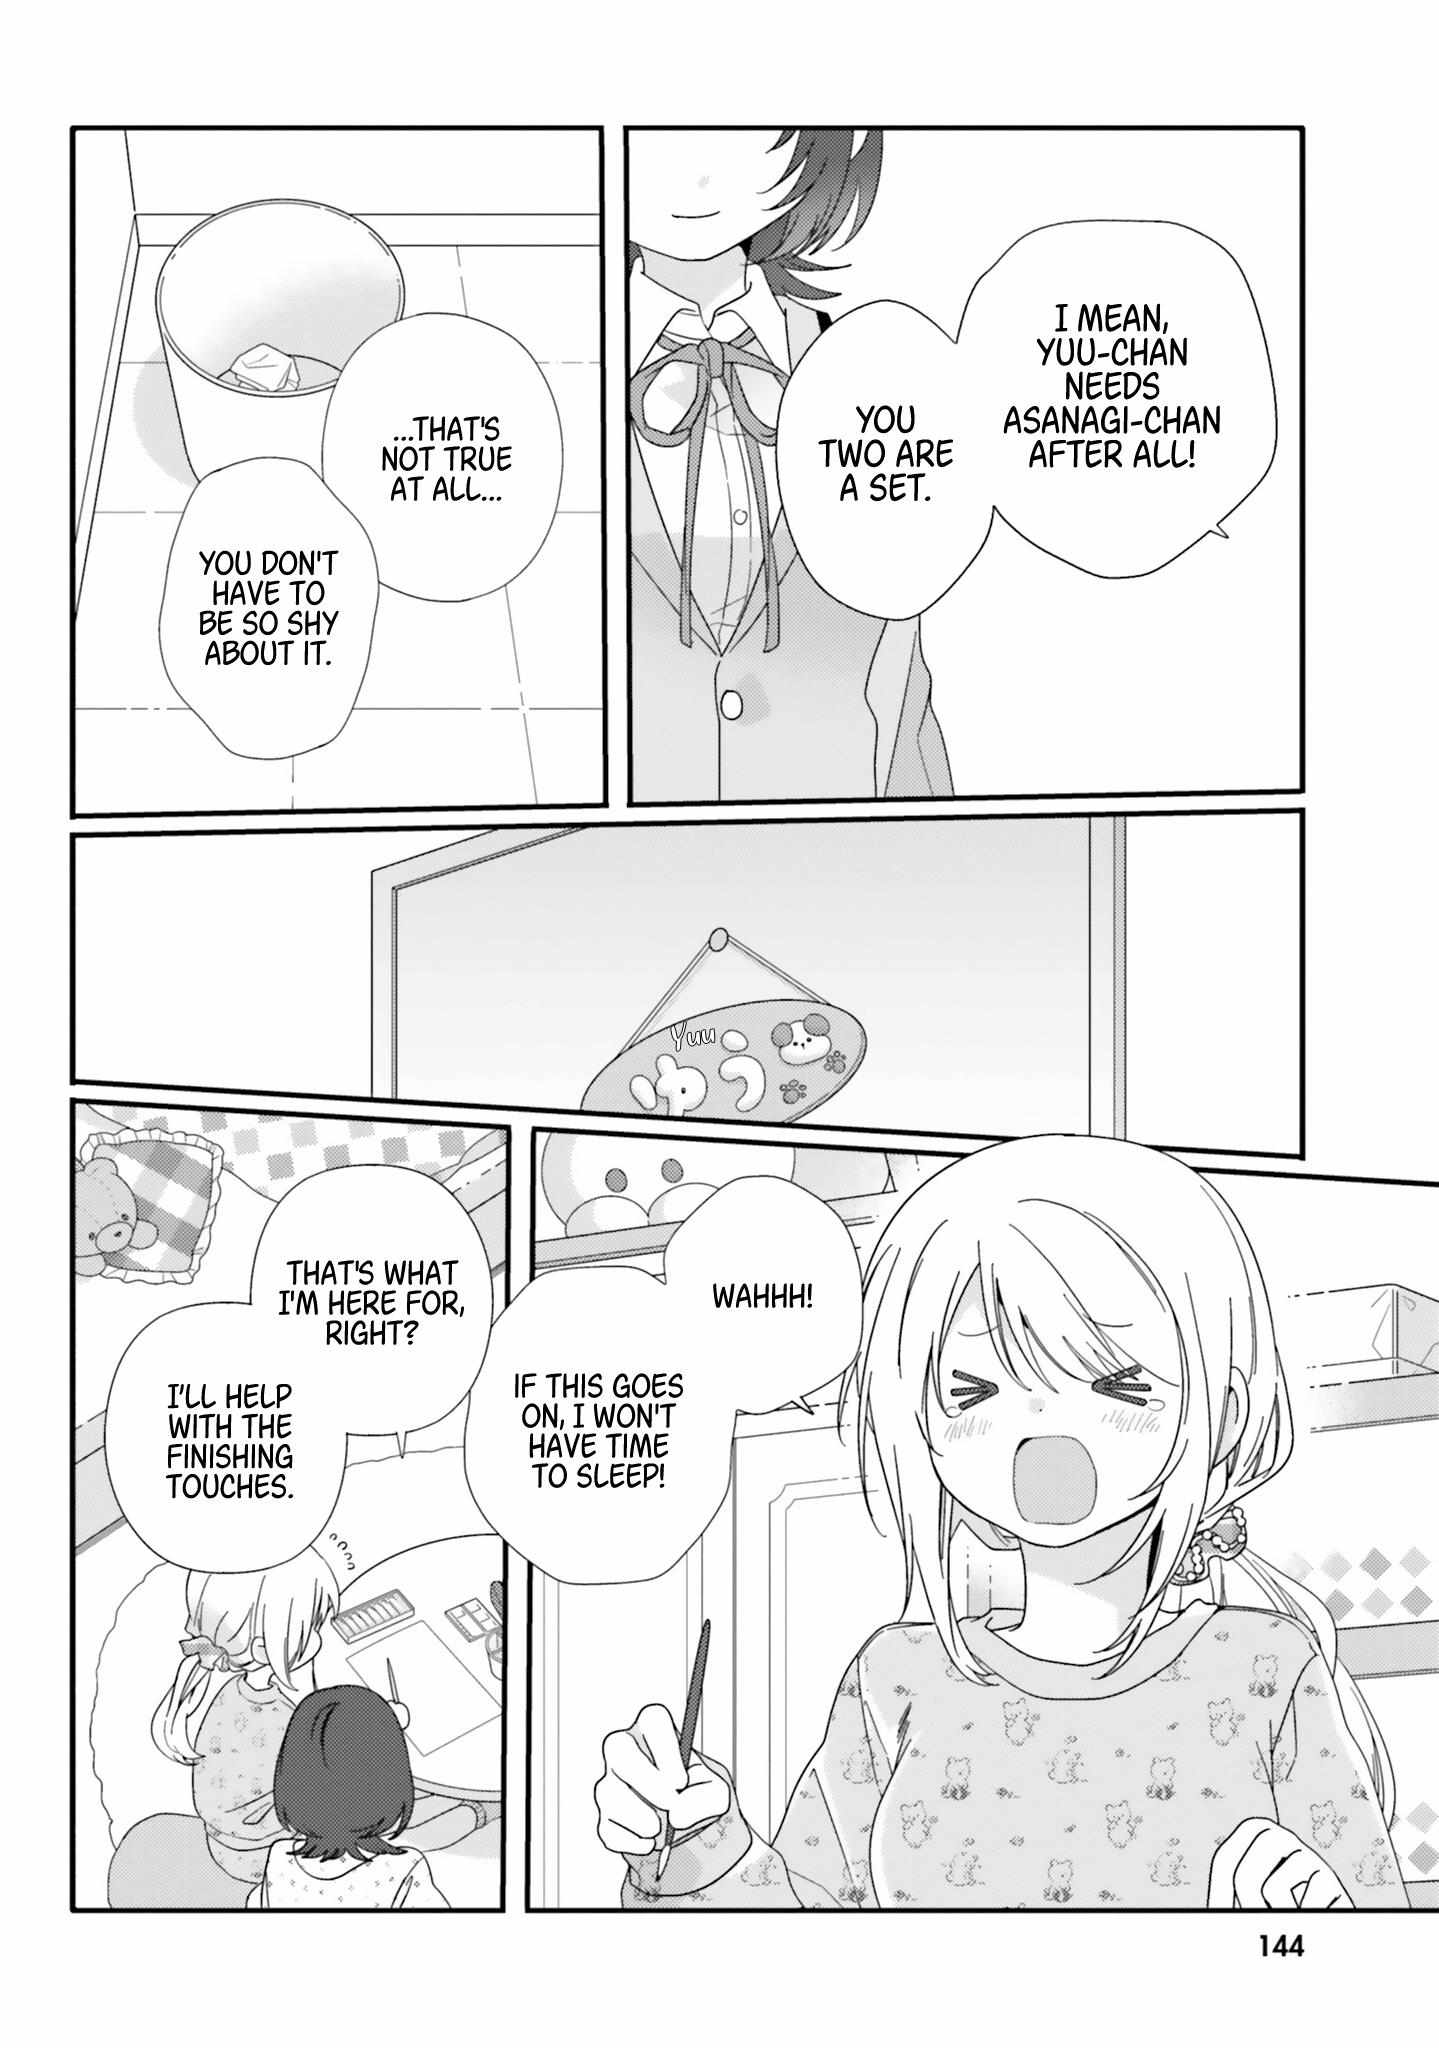 I MEAN,
YUU-CHAN
NEEDS
ASANAGI-CHAN
AFTER ALL!
YOU
TWO ARE
A SET.
...THAT'S
NOT TRUE
AT ALL...
YOU DON'T
HAVE TO
BE SO SHY
ABOUT IT.
Yuu
ゆう
WAHHH!
IF THIS GOES
ON, I WON'T
HAVE TIME
TO SLEEP!
THAT'S WHAT
I'M HERE FOR,
RIGHT?
I'LL HELP
WITH THE
FINISHING
TOUCHES.
144